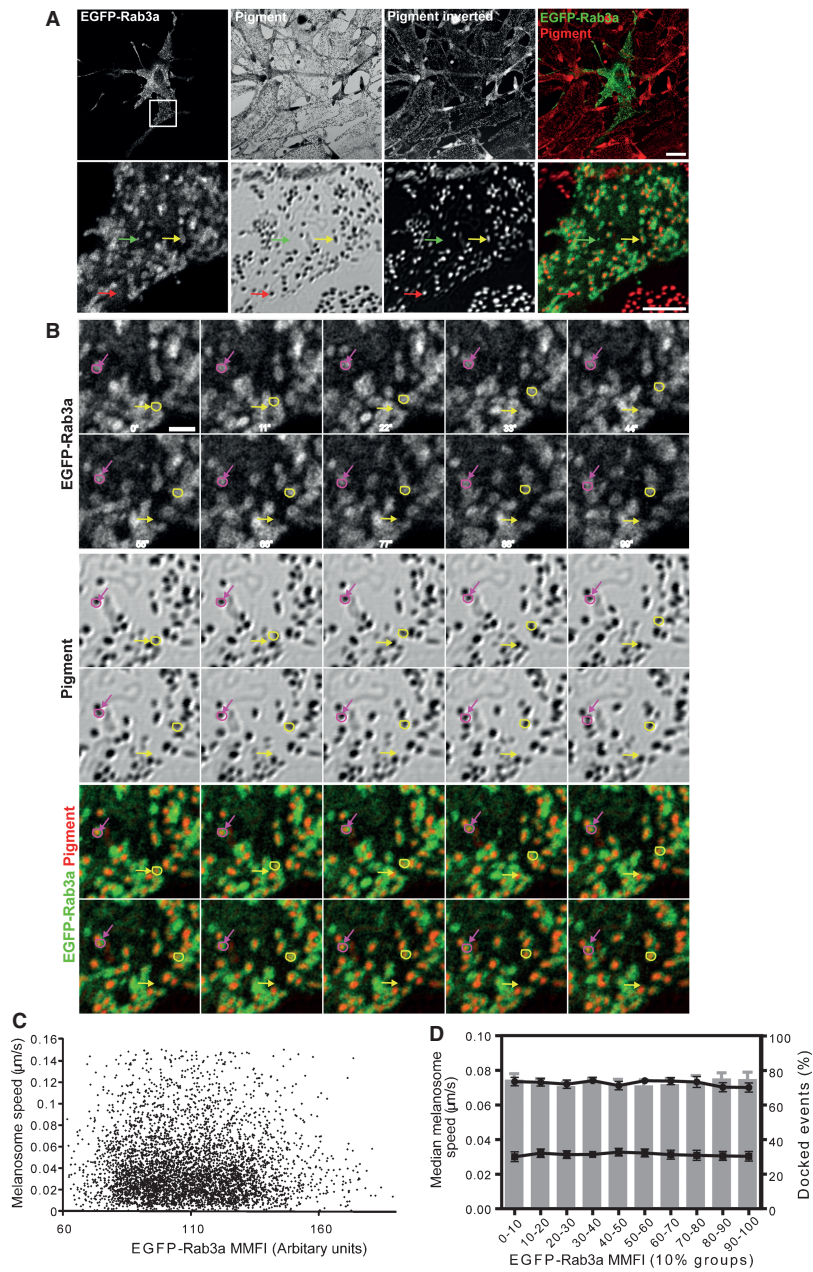 A
EGFP-Rab3a
Pigment
Pigment inverted
EGFP-Rab3a
Pigment
B
EGFP-Rab3a
0" 11" 22" 33" 44"
55" 66" 77" 88" 99"
Pigment
EGFP-Rab3a Pigment
C
Melanosome speed (µm/s)
0.16
0.14
0.12
0.1
0.08
0.06
0.04
0.02
0
60 110 160
EGFP-Rab3a MMFI (Arbitary units)
D
Median melanosome
speed (µm/s)
0.10
0.08
0.06
0.04
0.02
0.00
100
80
60
40
20
0
Docked events (%)
0-10
10-20
20-30
30-40
40-50
50-60
60-70
70-80
80-90
90-100
EGFP-Rab3a MMFI (10% groups)